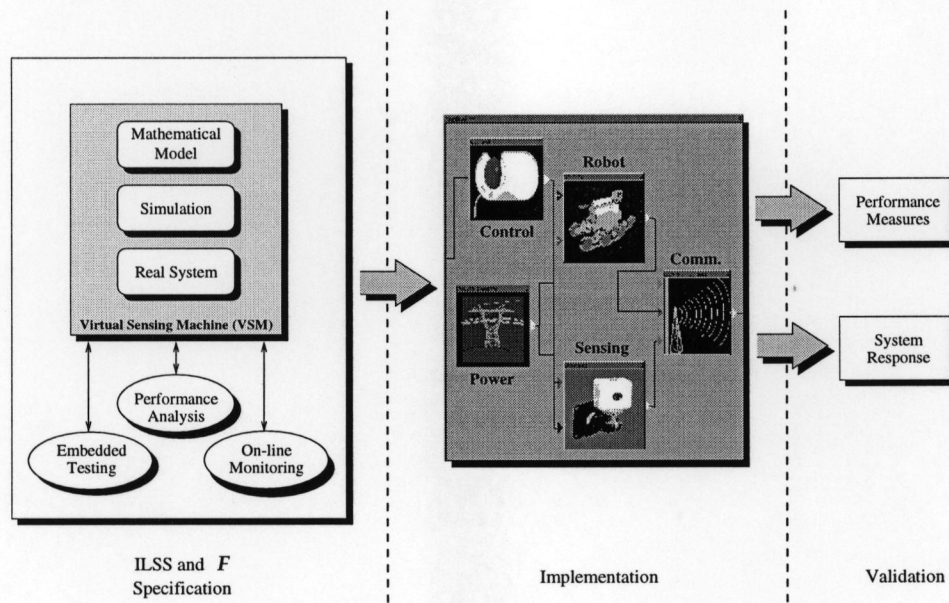 Mathematical
Model
Simulation
Real System
Virtual Sensing Machine (VSM)
Performance
Analysis
Embedded
Testing
On-line
Monitoring
ILSS and F
Specification
Control
Robot
Power
Sensing
Comm.
Implementation
Performance
Measures
System
Response
Validation